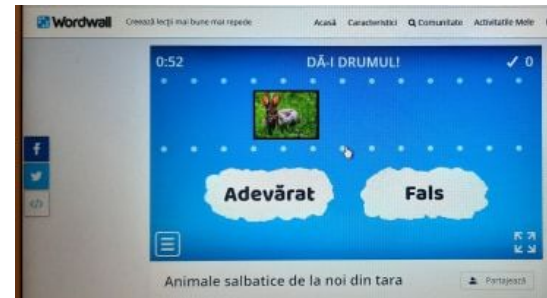 Wordwall Creează lecții mai bune mai repede Acasă Caracteristici Comunitate Activitatile Mele
0:52 DĂ-I DRUMUL! 0
Adevărat Fals
Animale salbatice de la noi din tara Partajează